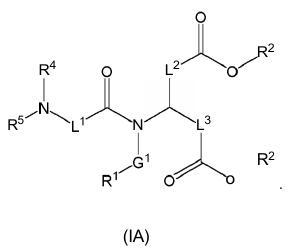 O
R² 
L² O
R⁴ O
N
R⁵ L¹ N L³
R¹ G¹ O o R²
.
(IA)